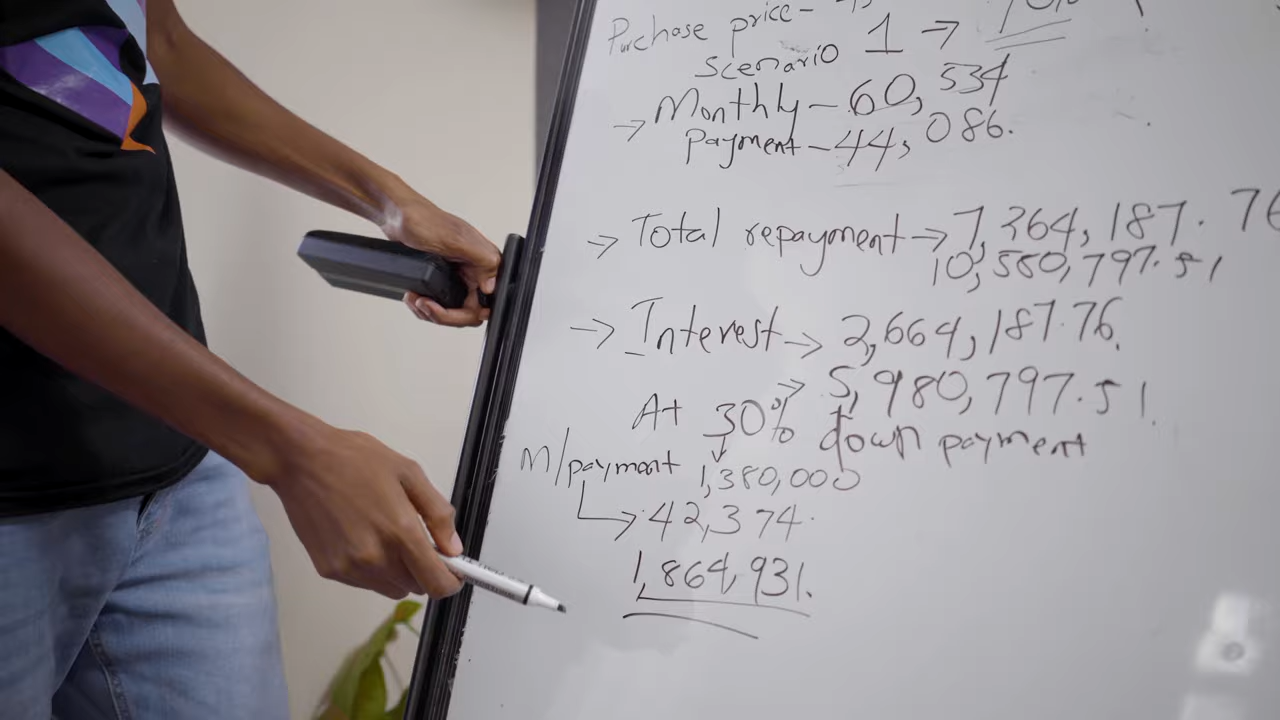 Purchase price -
Scenario 1 →
→ Monthly - 60,534
payment - 44,086.
→ Total repayment → 7,264,187.76
10,580,797.51
→ Interest → 2,664,187.76.
→ 5,980,797.51.
At 30% down payment
M/payment 1,380,000
→ 42,374.
1,864,931.